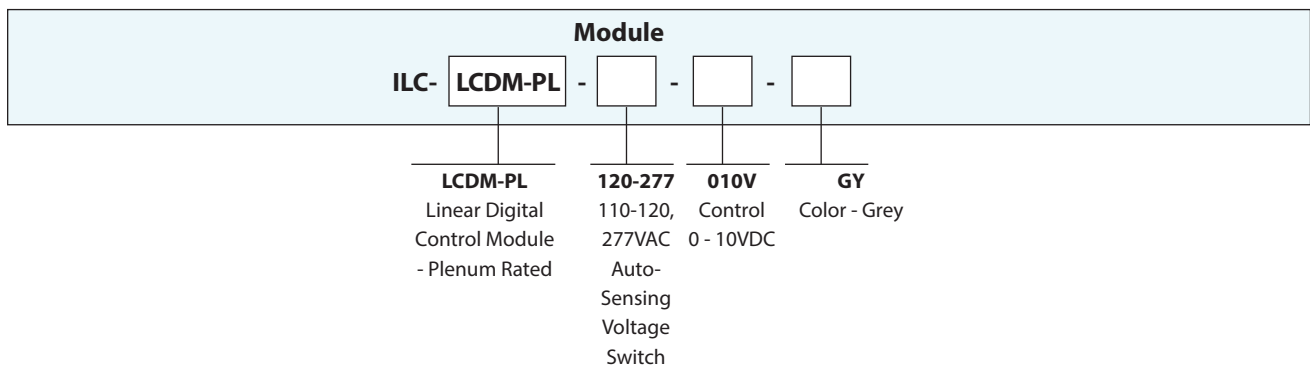 Module
ILC- LCDM-PL - - -
LCDM-PL
Linear Digital
Control Module
- Plenum Rated
120-277
110-120,
277VAC
Auto-
Sensing
Voltage
Switch
010V
Control
0 - 10VDC
GY
Color - Grey